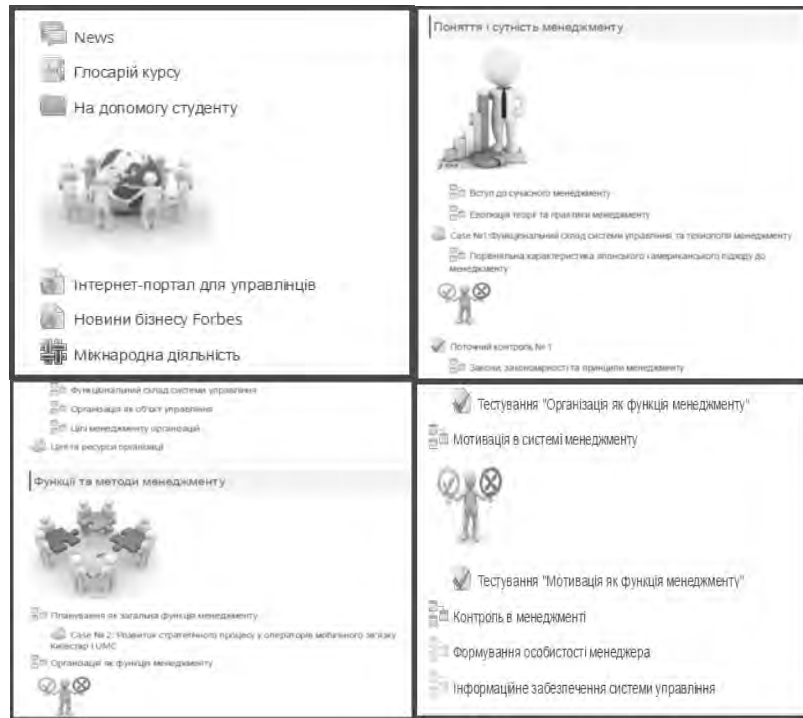 News
Глосарій курсу
На допомогу студенту
Інтернет-портал для управлінців
Новини бізнесу Forbes
Міжнародна діяльність
Поняття і сутність менеджменту
Вступ до сучасного менеджменту
Еволюція теорії та практики менеджменту
Case №1:Функціональний склад системи управління та технологія менеджменту
Порівняльна характеристика японського і американського підходу до
менеджменту
Поточний контроль № 1
Закони, закономірності та принципи менеджменту
Функціональний склад системи управління
Організація як об'єкт управління
Цілі менеджменту організацій
Цілі та ресурси організації
Функції та методи менеджменту
Планування як загальна функція менеджменту
Case № 2: Розвиток стратегічного процесу у операторів мобільного зв'язку
Київстар і UMC
Організація як функція менеджменту
Тестування "Організація як функція менеджменту"
Мотивація в системі менеджменту
Тестування "Мотивація як функція менеджменту"
Контроль в менеджменті
Формування особистості менеджера
Інформаційне забезпечення системи управління